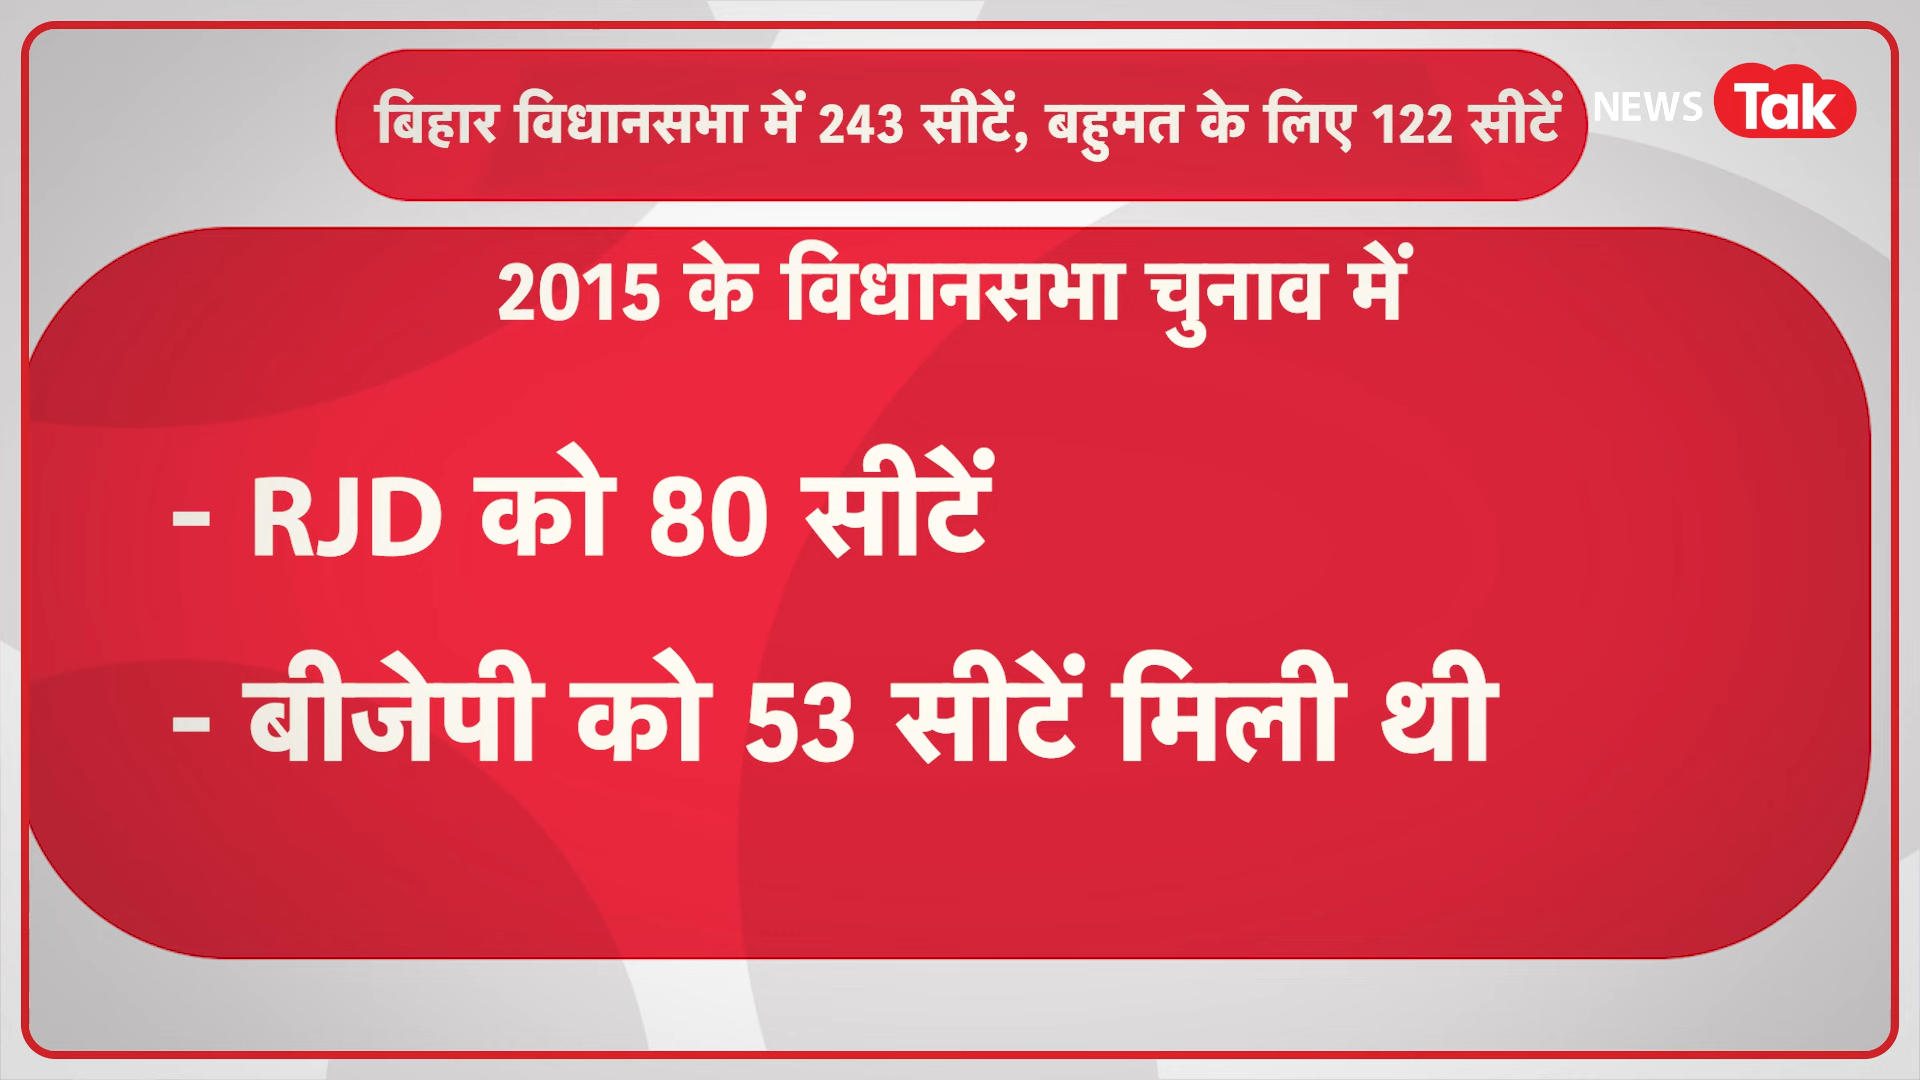 बिहार विधानसभा में 243 सीटें, बहुमत के लिए 122 सीटें
NEWS Tak
2015 के विधानसभा चुनाव में
- RJD को 80 सीटें
- बीजेपी को 53 सीटें मिली थी